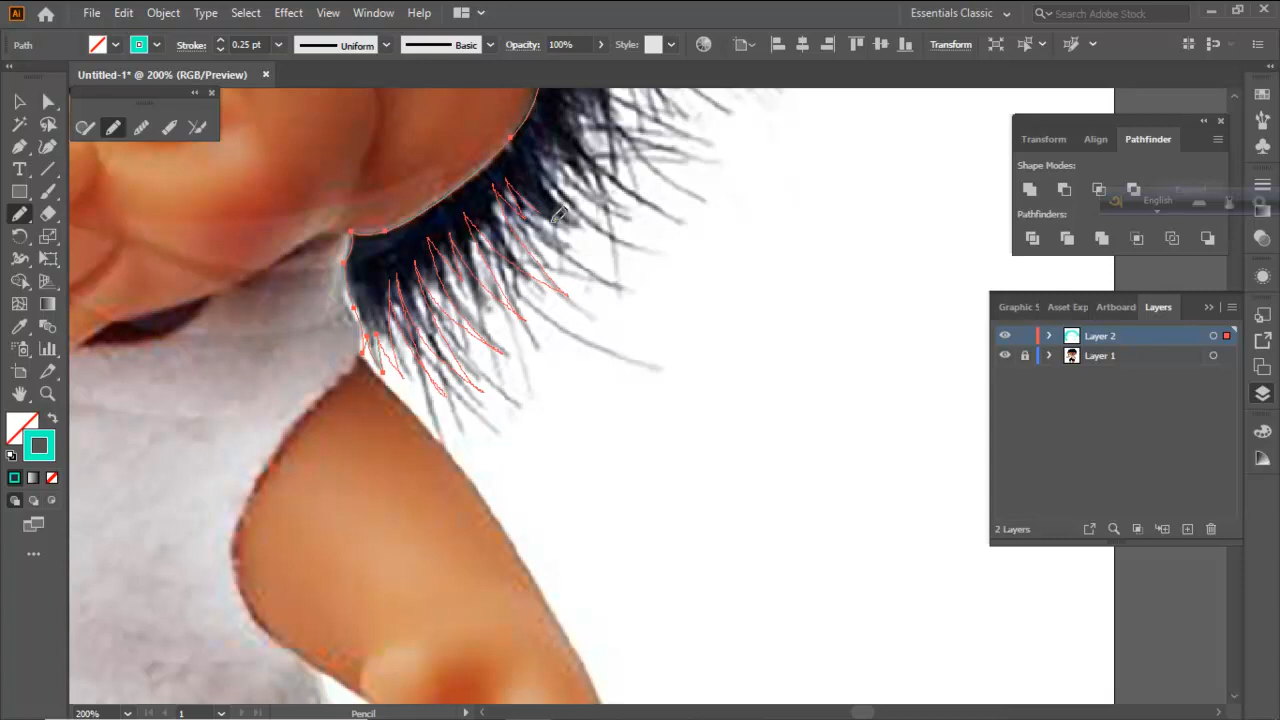 File Edit Object Type Select Effect View Window Help Essentials Classic Search Adobe Stock
Path Stroke: 0.25 pt Uniform Basic Opacity: 100% Style: Transform
Untitled-1* @ 200% (RGB/Preview)
Transform Align Pathfinder
Shape Modes:
English
Pathfinders:
Graphic S Asset Exp Artboard Layers
Layer 2
Layer 1
2 Layers
200% 1 Pencil